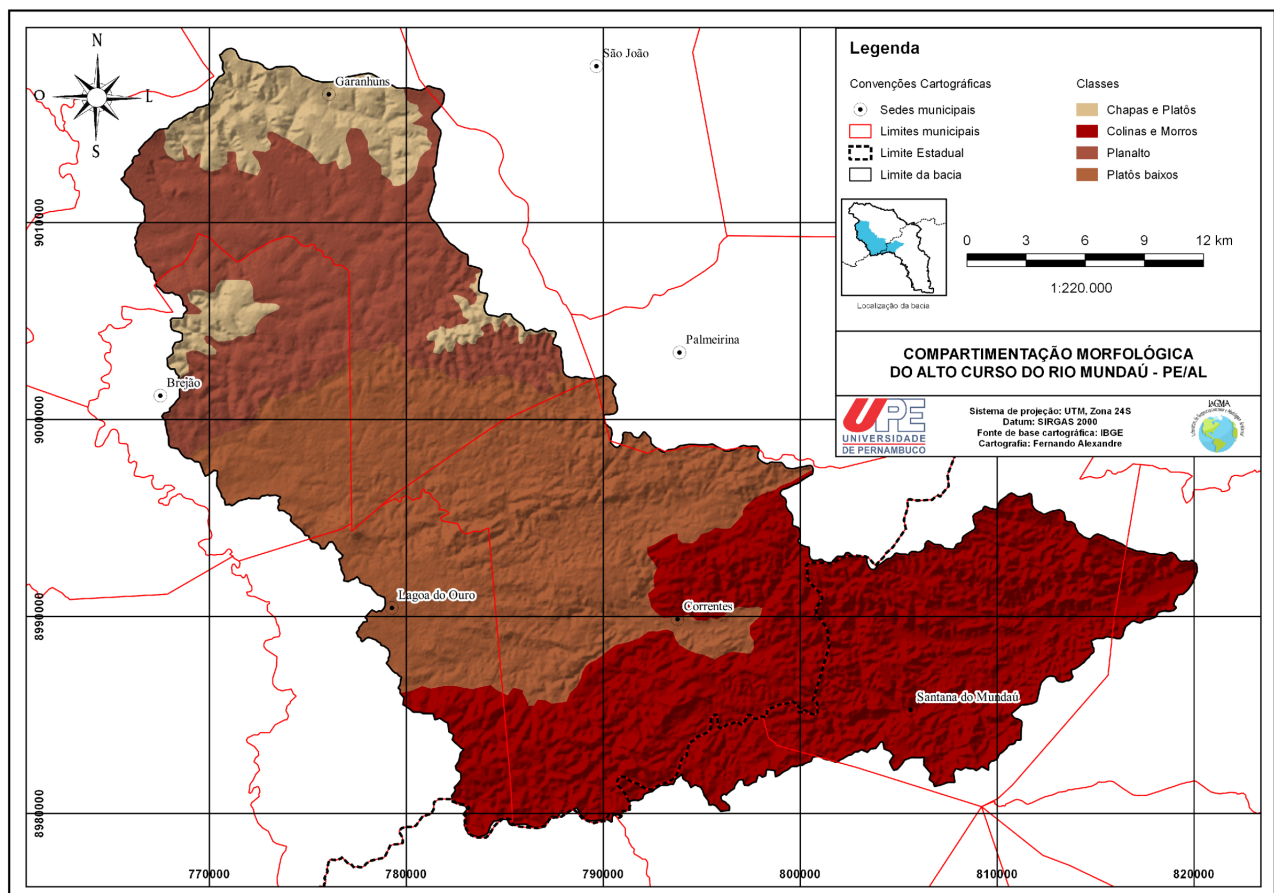 N
O
L
S
São João
Garanhuns
Palmeirina
Brejão
Lagoa do Ouro
Correntes
Santana do Mundaú
9010000
9000000
8990000
8980000
770000
780000
790000
800000
810000
820000
Legenda
Convenções Cartográficas
Sedes municipais
Limites municipais
Limite Estadual
Limite da bacia
Classes
Chapas e Platôs
Colinas e Morros
Planalto
Platôs baixos
Localização da bacia
0 3 6 9 12 km
1:220.000
COMPARTIMENTAÇÃO MORFOLÓGICA
DO ALTO CURSO DO RIO MUNDAÚ - PE/AL
UPE
UNIVERSIDADE
DE PERNAMBUCO
Sistema de projeção: UTM, Zona 24S
Datum: SIRGAS 2000
Fonte de base cartográfica: IBGE
Cartografia: Fernando Alexandre